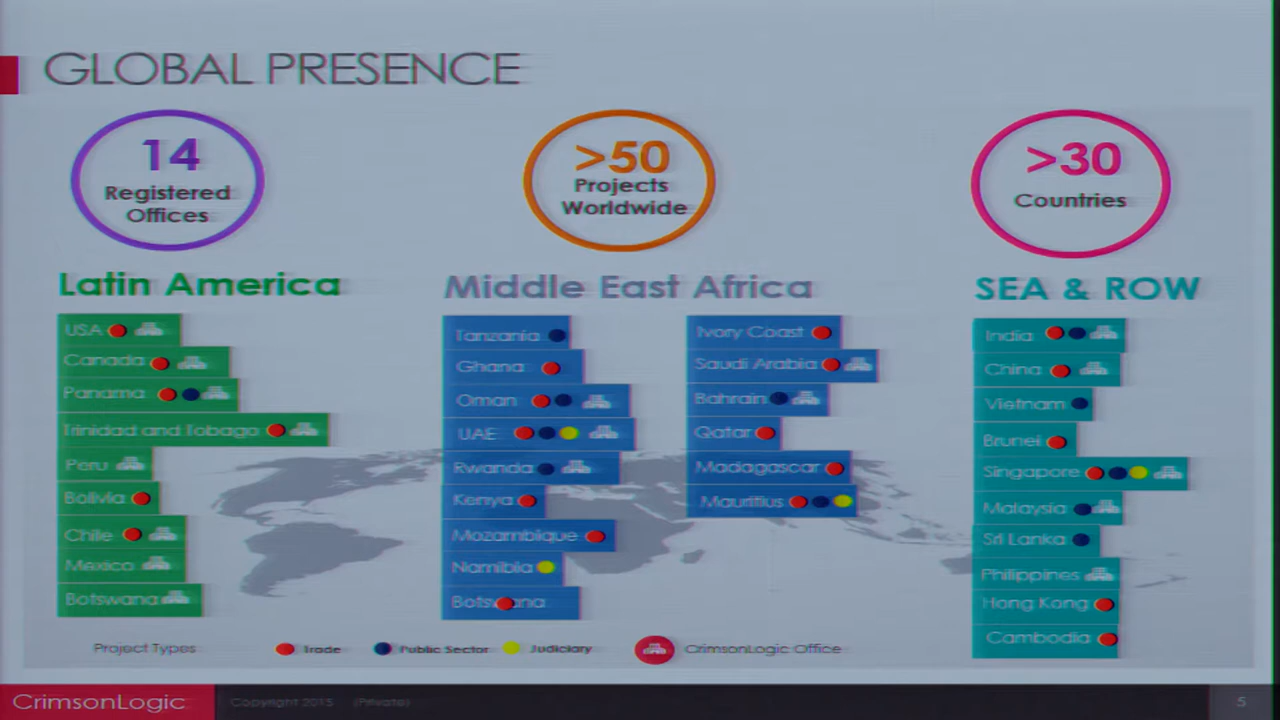 GLOBAL PRESENCE
14
Registered
Offices
>50
Projects
Worldwide
>30
Countries
Latin America
USA
Canada
Panama
Trinidad and Tobago
Peru
Bolivia
Chile
Mexico
Botswana
Middle East Africa
Tanzania
Ghana
Oman
UAE
Rwanda
Kenya
Mozambique
Namibia
Botswana
Ivory Coast
Saudi Arabia
Bahrain
Qatar
Madagascar
Mauritius
SEA & ROW
India
China
Vietnam
Brunei
Singapore
Malaysia
Sri Lanka
Philippines
Hong Kong
Cambodia
Project Types
Trade
Public Sector
Judiciary
CrimsonLogic Office
CrimsonLogic
Copyright 2015 (Private)
5